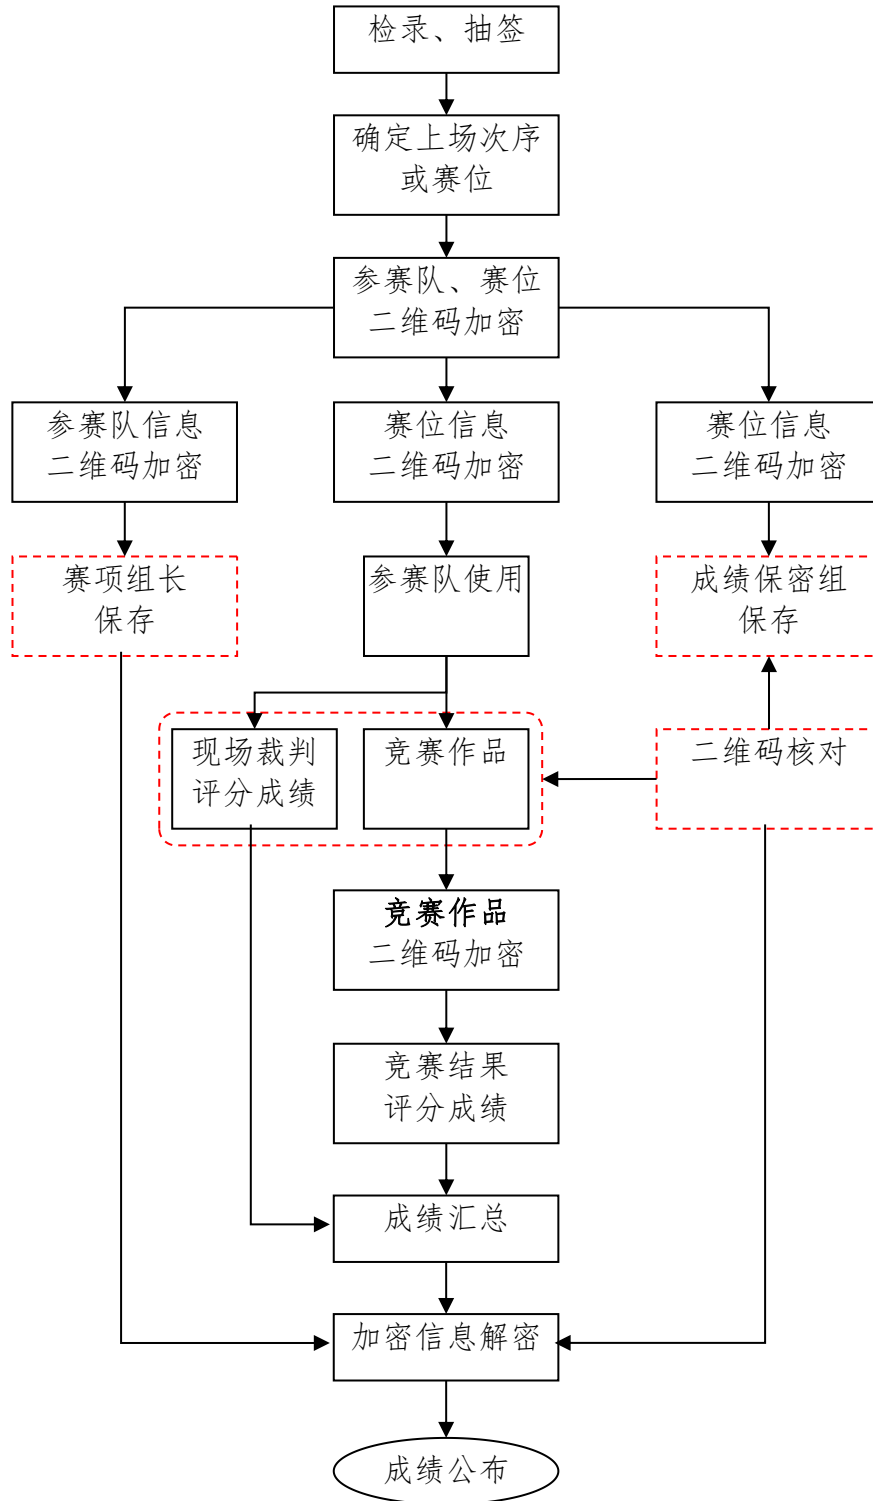 检录、抽签
确定上场次序
或赛位
参赛队、赛位
二维码加密
参赛队信息
二维码加密
赛位信息
二维码加密
赛位信息
二维码加密
赛项组长
保存
参赛队使用
成绩保密组
保存
现场裁判
评分成绩
竞赛作品
二维码核对
竞赛作品
二维码加密
竞赛结果
评分成绩
成绩汇总
加密信息解密
成绩公布